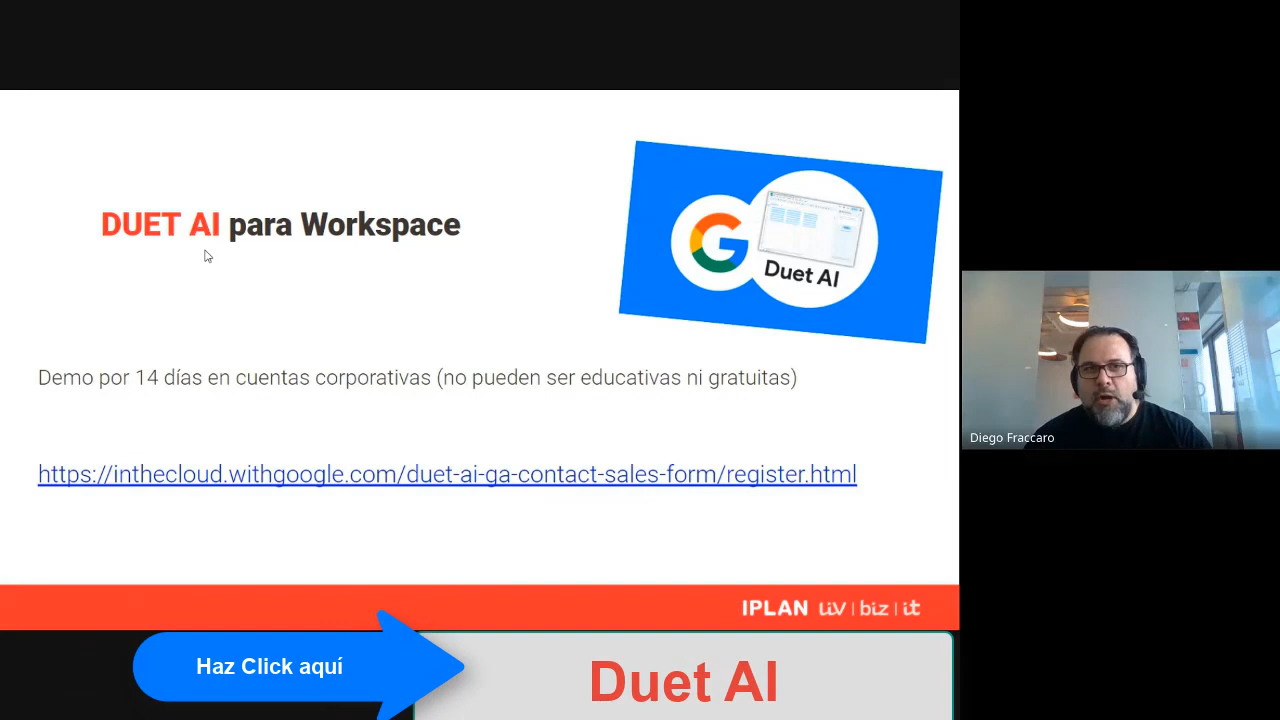 DUET AI para Workspace
Duet AI
Demo por 14 días en cuentas corporativas (no pueden ser educativas ni gratuitas)
https://inthecloud.withgoogle.com/duet-ai-ga-contact-sales-form/register.html
Diego Fraccaro
IPLAN liv | biz | it
Haz Click aquí
Duet AI